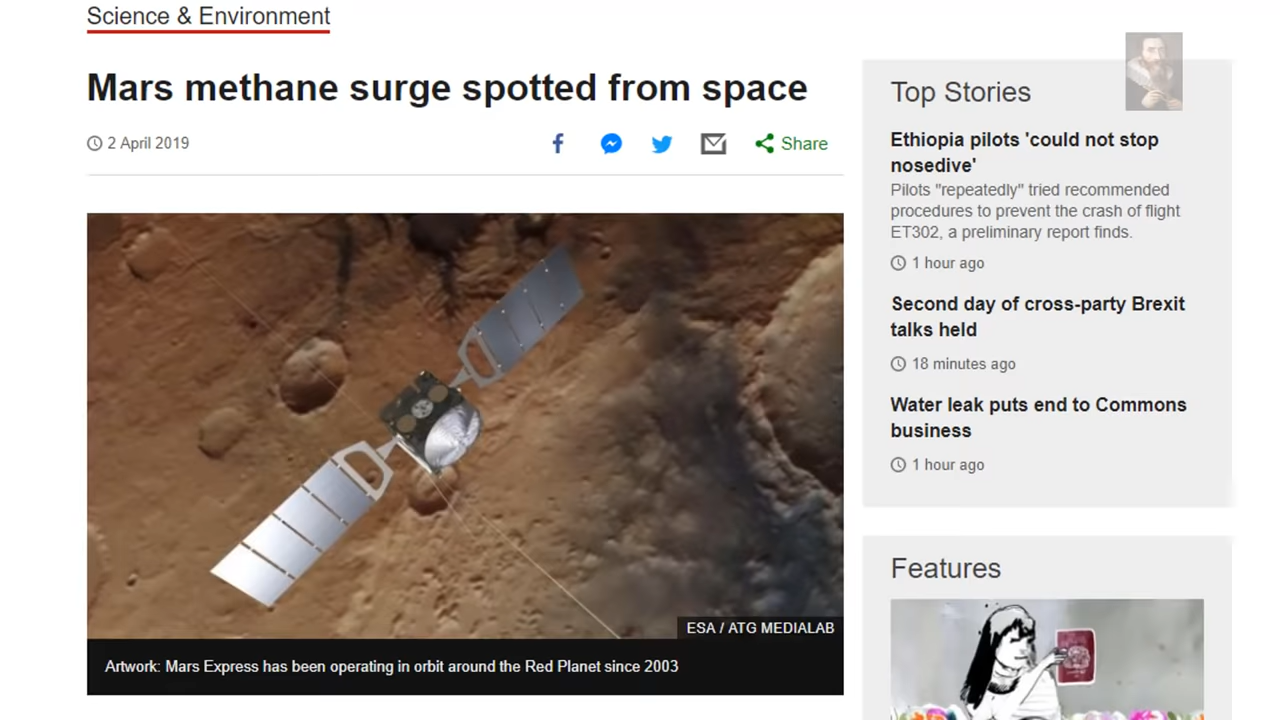 Science & Environment
Mars methane surge spotted from space
2 April 2019
Share
ESA / ATG MEDIALAB
Artwork: Mars Express has been operating in orbit around the Red Planet since 2003
Top Stories
Ethiopia pilots 'could not stop
nosedive'
Pilots "repeatedly" tried recommended
procedures to prevent the crash of flight
ET302, a preliminary report finds.
1 hour ago
Second day of cross-party Brexit
talks held
18 minutes ago
Water leak puts end to Commons
business
1 hour ago
Features